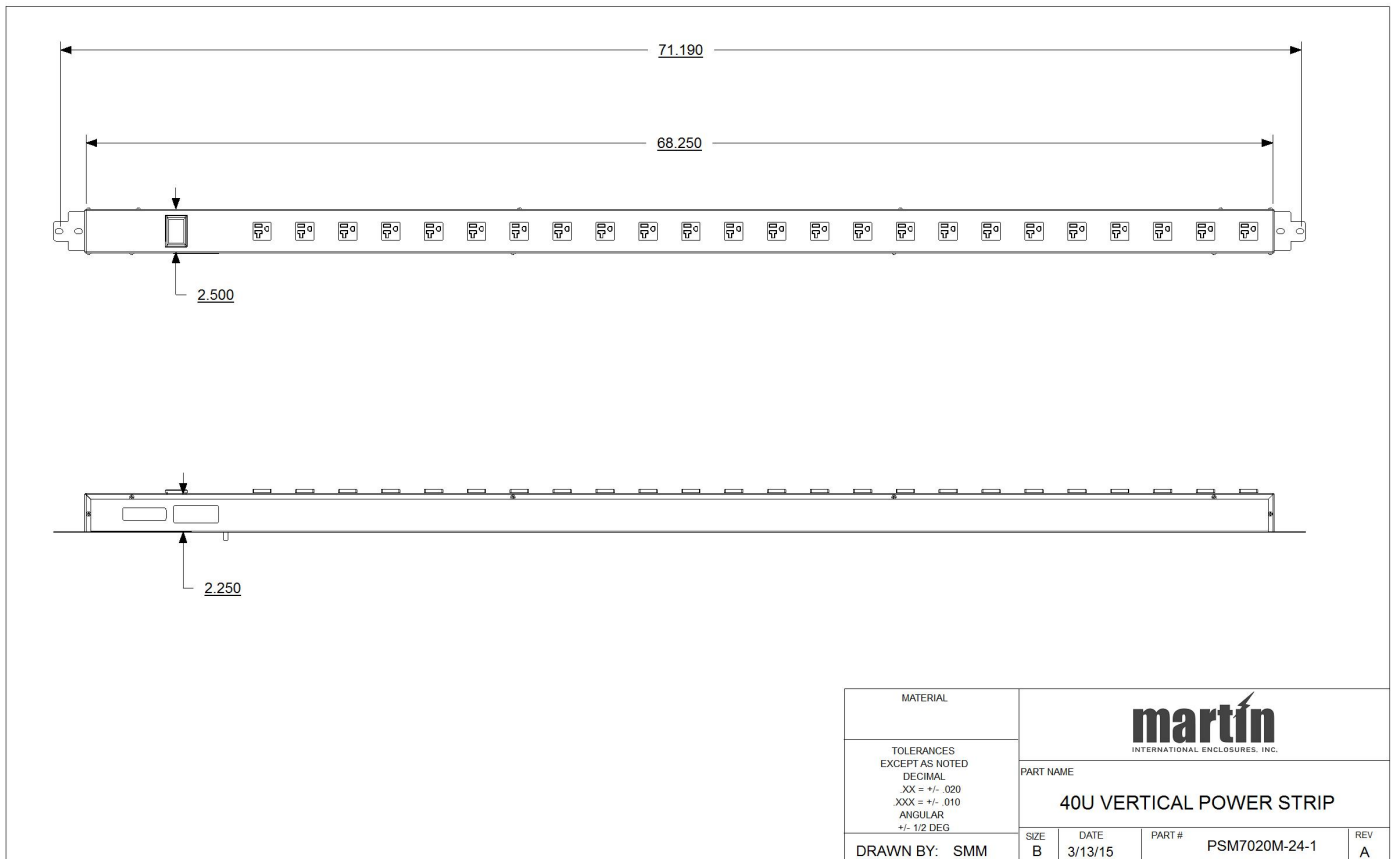 71.190
68.250
2.500
2.250
MATERIAL
TOLERANCES
EXCEPT AS NOTED
DECIMAL
.XX = +/- .020
.XXX = +/- .010
ANGULAR
+/- 1/2 DEG
DRAWN BY: SMM
martin
INTERNATIONAL ENCLOSURES, INC.
PART NAME
40U VERTICAL POWER STRIP
SIZE
B
DATE
3/13/15
PART #
PSM7020M-24-1
REV
A